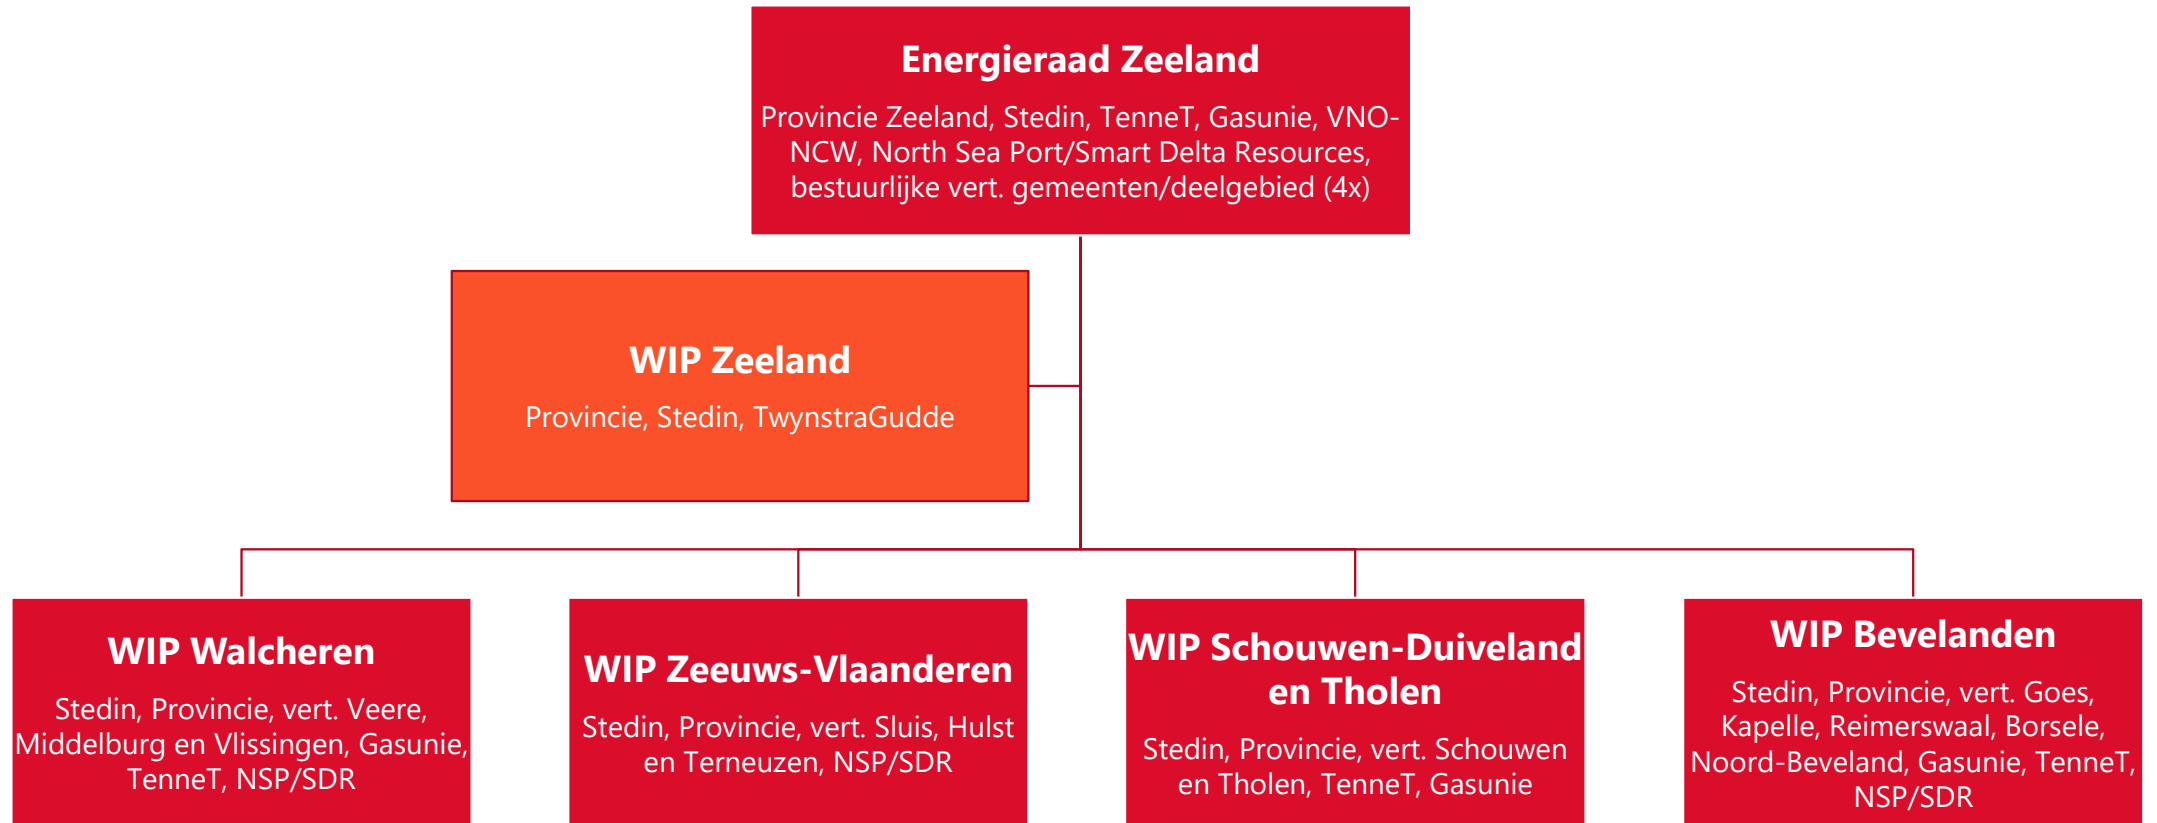 Energieraad Zeeland
Provincie Zeeland, Stedin, TenneT, Gasunie, VNO-
NCW, North Sea Port/Smart Delta Resources,
bestuurlijke vert. gemeenten/deelgebied (4x)
WIP Zeeland
Provincie, Stedin, TwynstraGudde
WIP Walcheren
Stedin, Provincie, vert. Veere,
Middelburg en Vlissingen, Gasunie,
TenneT, NSP/SDR
WIP Zeeuws-Vlaanderen
Stedin, Provincie, vert. Sluis, Hulst
en Terneuzen, NSP/SDR
WIP Schouwen-Duiveland
en Tholen
Stedin, Provincie, vert. Schouwen
en Tholen, TenneT, Gasunie
WIP Bevelanden
Stedin, Provincie, vert. Goes,
Kapelle, Reimerswaal, Borsele,
Noord-Beveland, Gasunie, TenneT,
NSP/SDR